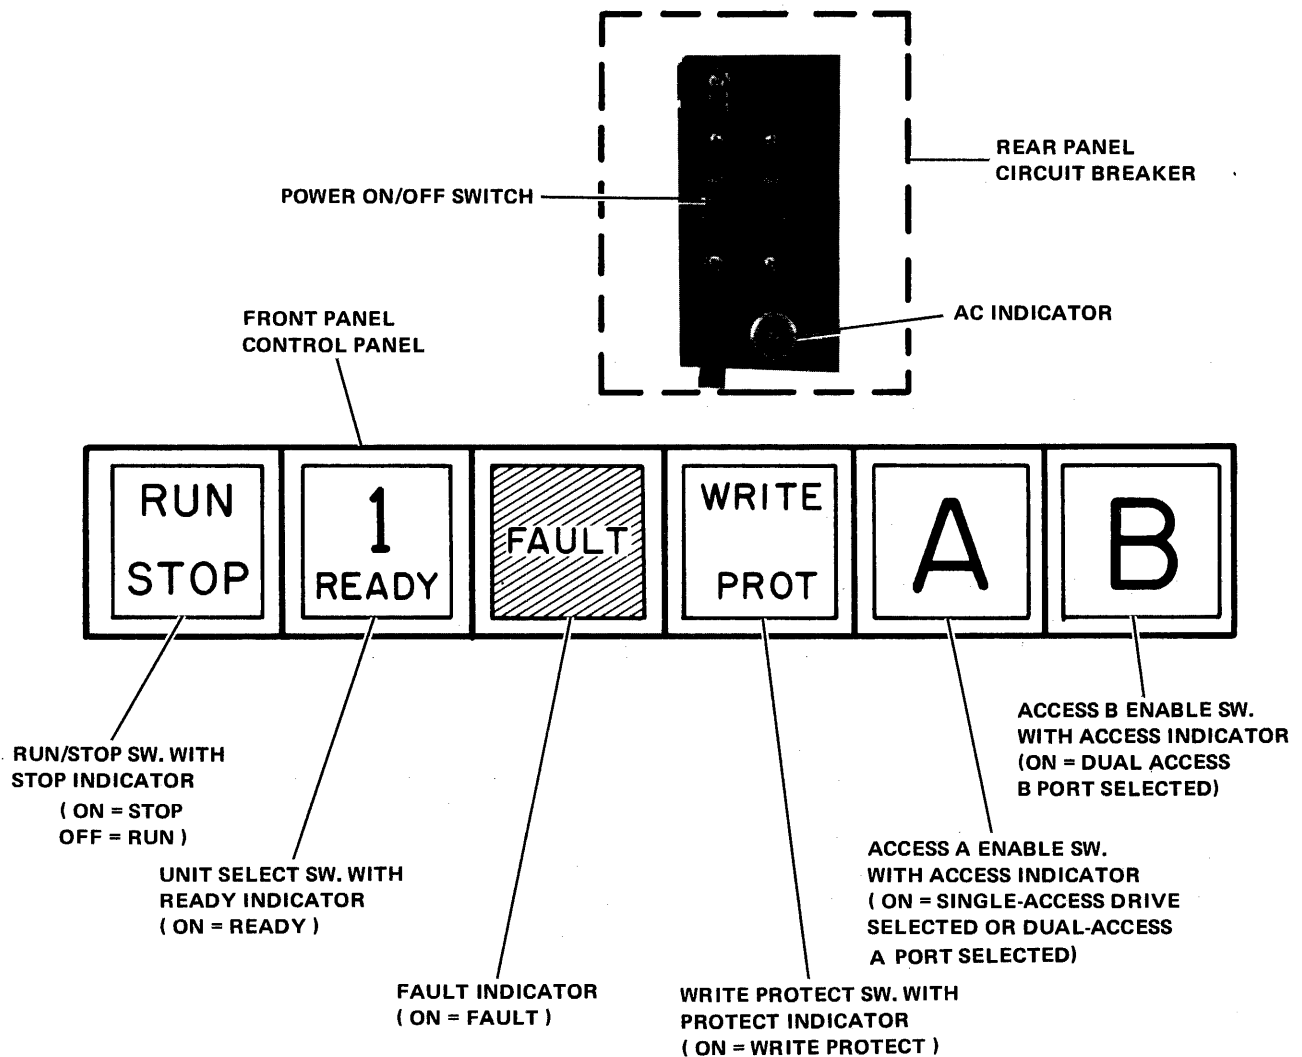 REAR PANEL
CIRCUIT BREAKER
POWER ON/OFF SWITCH
AC INDICATOR
FRONT PANEL
CONTROL PANEL
RUN
STOP
1
READY
FAULT
WRITE
PROT
A
B
RUN/STOP SW. WITH
STOP INDICATOR
( ON = STOP
OFF = RUN )
UNIT SELECT SW. WITH
READY INDICATOR
( ON = READY )
FAULT INDICATOR
( ON = FAULT )
WRITE PROTECT SW. WITH
PROTECT INDICATOR
( ON = WRITE PROTECT )
ACCESS A ENABLE SW.
WITH ACCESS INDICATOR
( ON = SINGLE-ACCESS DRIVE
SELECTED OR DUAL-ACCESS
A PORT SELECTED)
ACCESS B ENABLE SW.
WITH ACCESS INDICATOR
(ON = DUAL ACCESS
B PORT SELECTED)